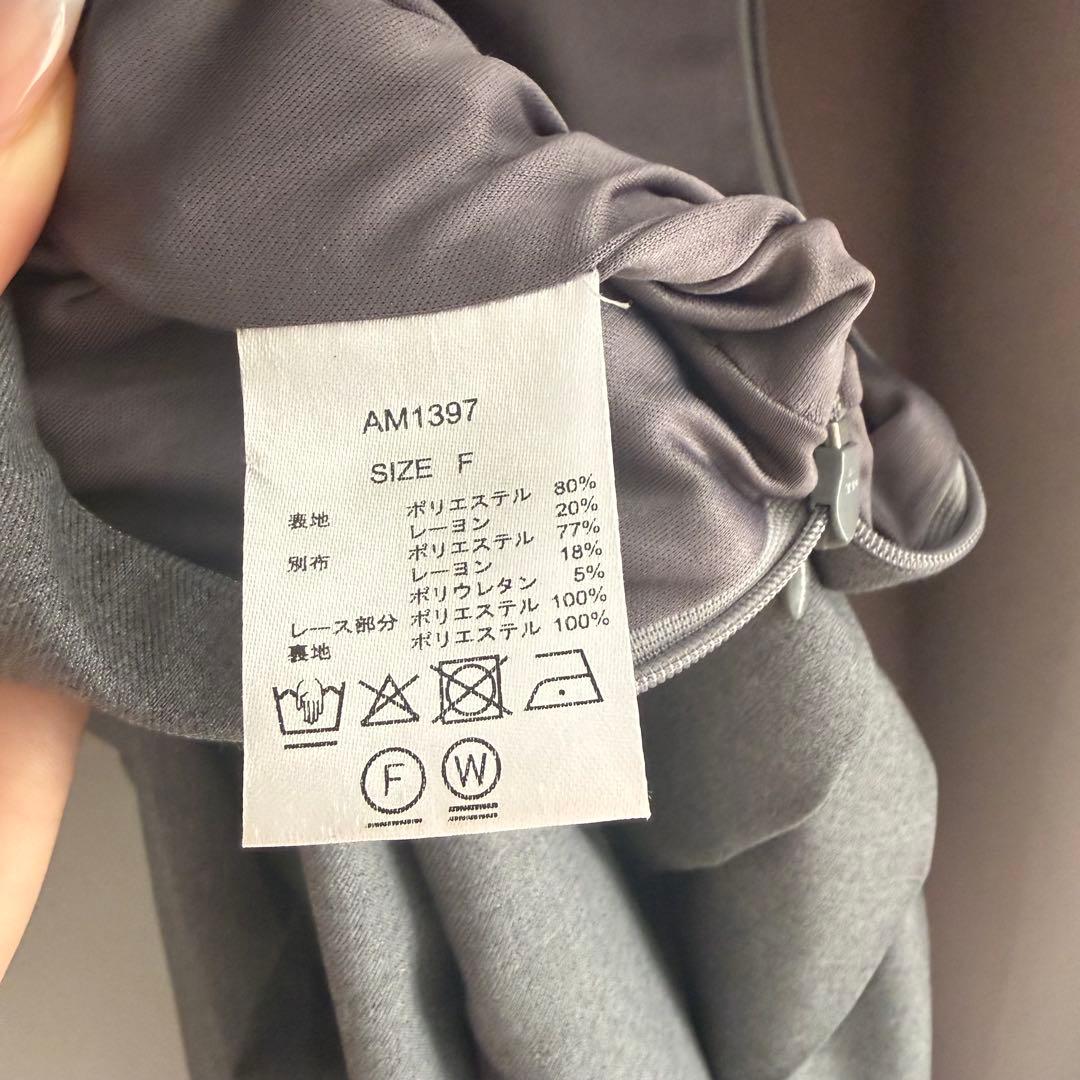 AM1397
SIZE F
表地 ポリエステル 80%
レーヨン 20%
別布 ポリエステル 77%
レーヨン 18%
ポリウレタン 5%
レース部分 ポリエステル 100%
裏地 ポリエステル 100%
F W